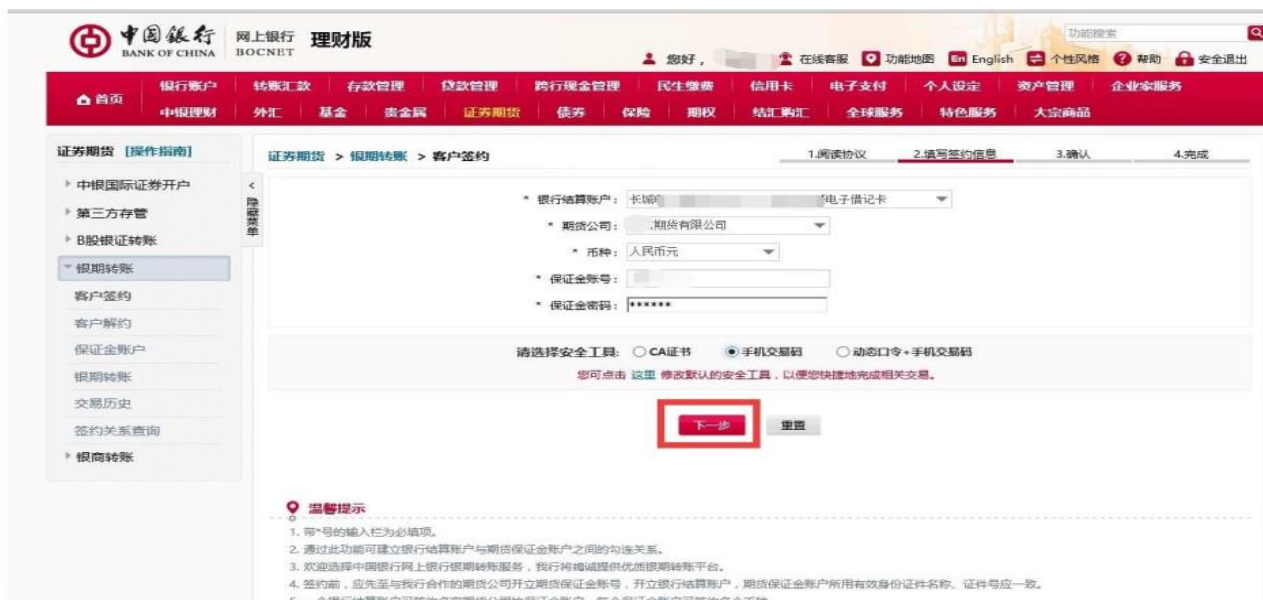 中国银行 BANK OF CHINA 网上银行 BOCNET 理财版
功能搜索
您好， 在线客服 功能地图 En English 个性风格 帮助 安全退出
首页
银行账户 转账汇款 存款管理 贷款管理 跨行现金管理 民生缴费 信用卡 电子支付 个人设定 资产管理 企业家服务
中银理财 外汇 基金 贵金属 证券期货 债券 保险 期权 结汇购汇 全球服务 特色服务 大宗商品
证券期货 [操作指南]
中银国际证券开户
第三方存管
B股银证转账
银期转账
客户签约
客户解约
保证金账户
银期转账
交易历史
签约关系查询
银商转账
< 隐藏菜单
证券期货 > 银期转账 > 客户签约
1.阅读协议 2.填写签约信息 3.确认 4.完成
* 银行结算账户： 长城 电子借记卡
* 期货公司： 期货有限公司
* 币种： 人民币元
* 保证金账号：
* 保证金密码： ******
请选择安全工具: CA证书 手机交易码 动态口令+手机交易码
您可点击 这里 修改默认的安全工具，以便您快捷地完成相关交易。
下一步 重置
温馨提示
1. 带*号的输入栏为必填项。
2. 通过此功能可建立银行结算账户与期货保证金账户之间的勾连关系。
3. 欢迎选择中国银行网上银行银期转账服务，我行将竭诚提供优质银期转账平台。
4. 签约前，应先至与我行合作的期货公司开立期货保证金账号，开立银行结算账户，期货保证金账户所用有效身份证件名称、证件号应一致。